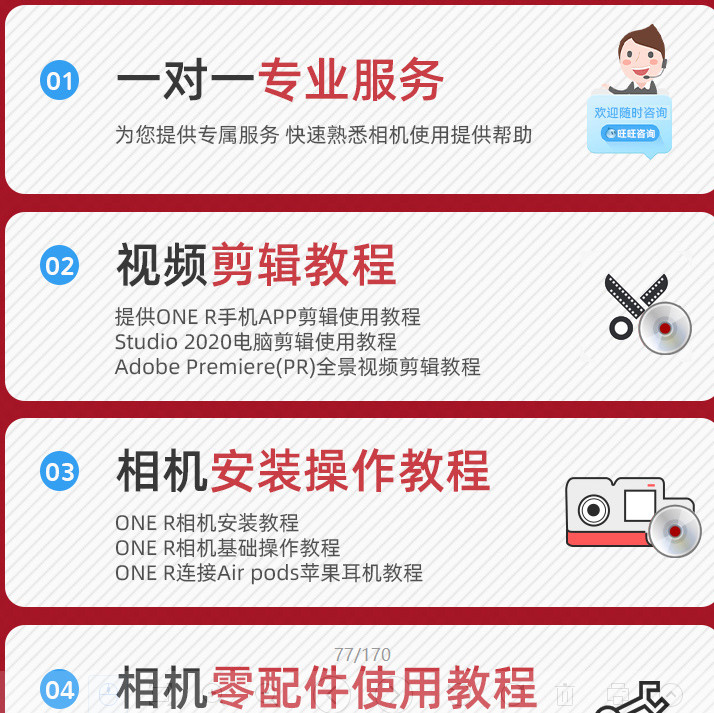 01
一对一专业服务
为您提供专属服务 快速熟悉相机使用提供帮助
欢迎随时咨询
旺旺咨询
02
视频剪辑教程
提供ONE R手机APP剪辑使用教程
Studio 2020电脑剪辑使用教程
Adobe Premiere(PR)全景视频剪辑教程
03
相机安装操作教程
ONE R相机安装教程
ONE R相机基础操作教程
ONE R连接Air pods苹果耳机教程
77/170
04
相机零配件使用教程